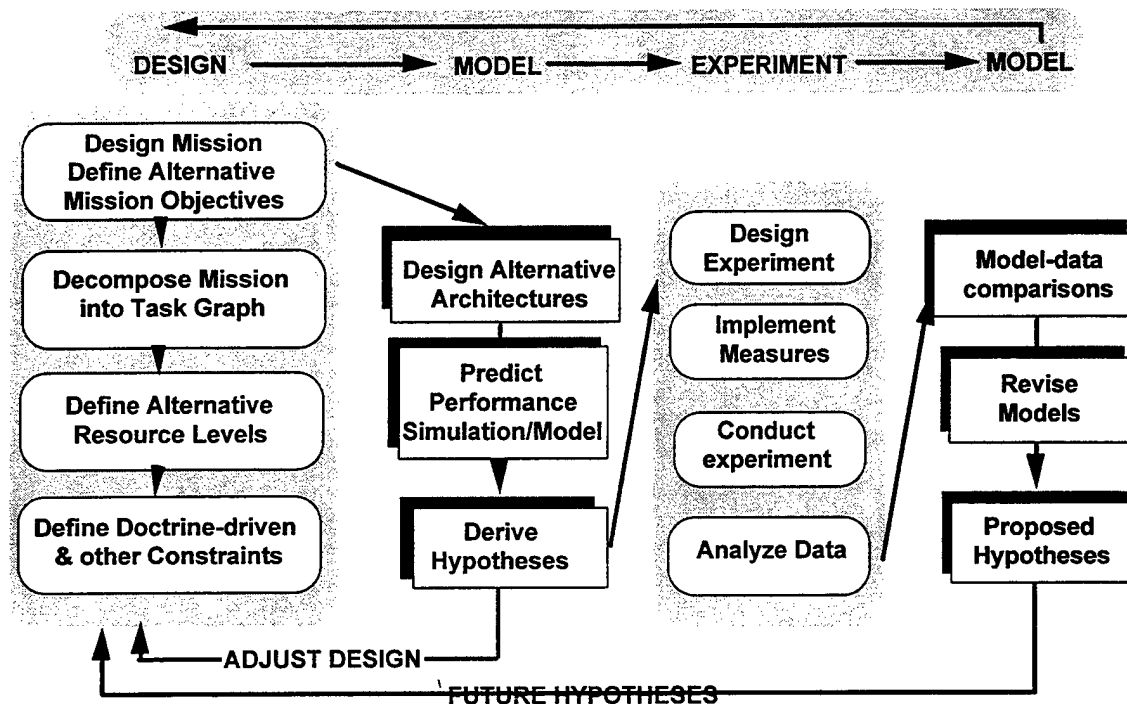 DESIGN MODEL EXPERIMENT MODEL
Design Mission
Define Alternative
Mission Objectives
Decompose Mission
into Task Graph
Define Alternative
Resource Levels
Define Doctrine-driven
& other Constraints
Design Alternative
Architectures
Predict
Performance
Simulation/Model
Derive
Hypotheses
Design
Experiment
Implement
Measures
Conduct
experiment
Analyze Data
Model-data
comparisons
Revise
Models
Proposed
Hypotheses
ADJUST DESIGN
FUTURE HYPOTHESES